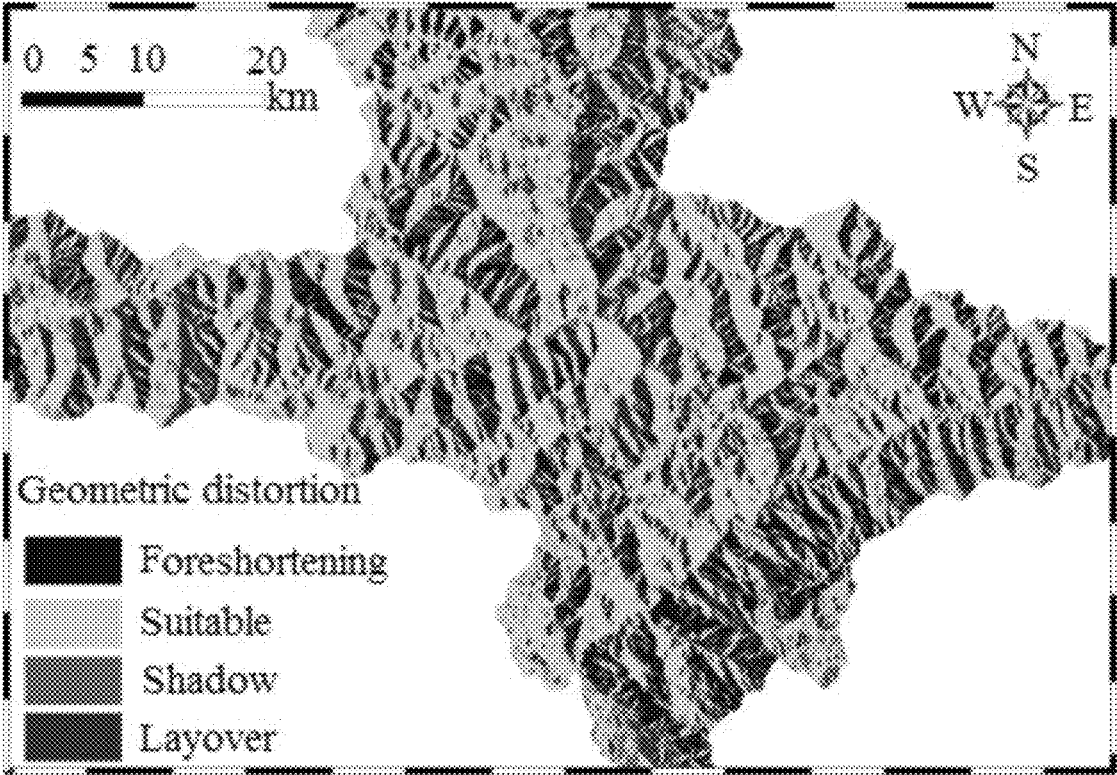 0 5 10 20
km
N
W E
S
Geometric distortion
Foreshortening
Suitable
Shadow
Layover